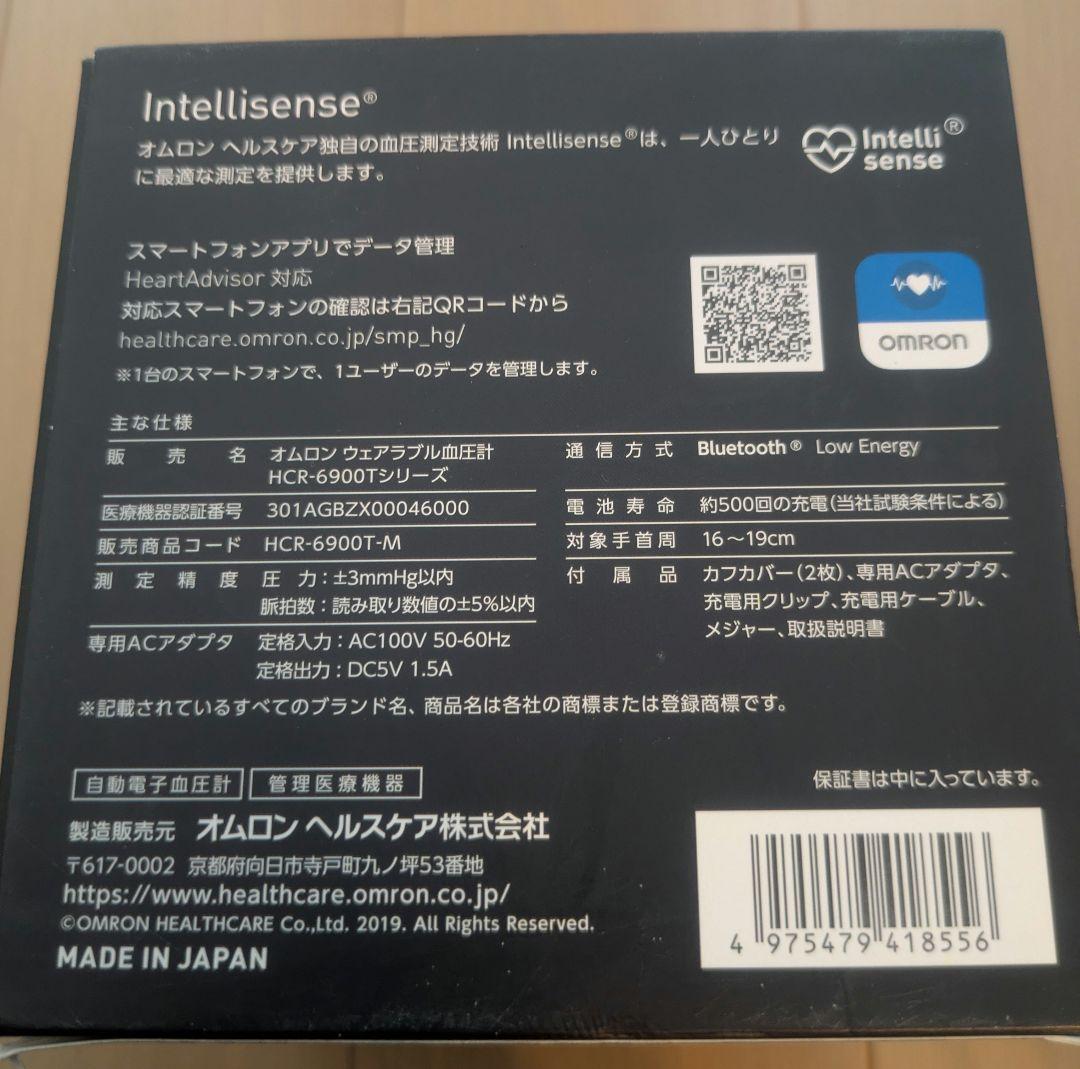 Intellisense®
オムロン ヘルスケア独自の血圧測定技術 Intellisense®は、一人ひとり
に最適な測定を提供します。
Intelli®
sense
スマートフォンアプリでデータ管理
HeartAdvisor 対応
対応スマートフォンの確認は右記QRコードから
healthcare.omron.co.jp/smp_hg/
※1台のスマートフォンで、1ユーザーのデータを管理します。
OMRON
主な仕様
販売名 オムロン ウェアラブル血圧計
HCR-6900Tシリーズ
医療機器認証番号 301AGBZX00046000
販売商品コード HCR-6900T-M
測定精度 圧力：±3mmHg以内
脈拍数：読み取り数値の±5%以内
専用ACアダプタ 定格入力：AC100V 50-60Hz
定格出力：DC5V 1.5A
通信方式 Bluetooth® Low Energy
電池寿命 約500回の充電(当社試験条件による)
対象手首周 16～19cm
付属品 カフカバー(2枚)、専用ACアダプタ、
充電用クリップ、充電用ケーブル、
メジャー、取扱説明書
※記載されているすべてのブランド名、商品名は各社の商標または登録商標です。
自動電子血圧計 管理医療機器
製造販売元 オムロン ヘルスケア株式会社
〒617-0002 京都府向日市寺戸町九ノ坪53番地
https://www.healthcare.omron.co.jp/
©OMRON HEALTHCARE Co.,Ltd. 2019. All Rights Reserved.
MADE IN JAPAN
保証書は中に入っています。
4 975479 418556